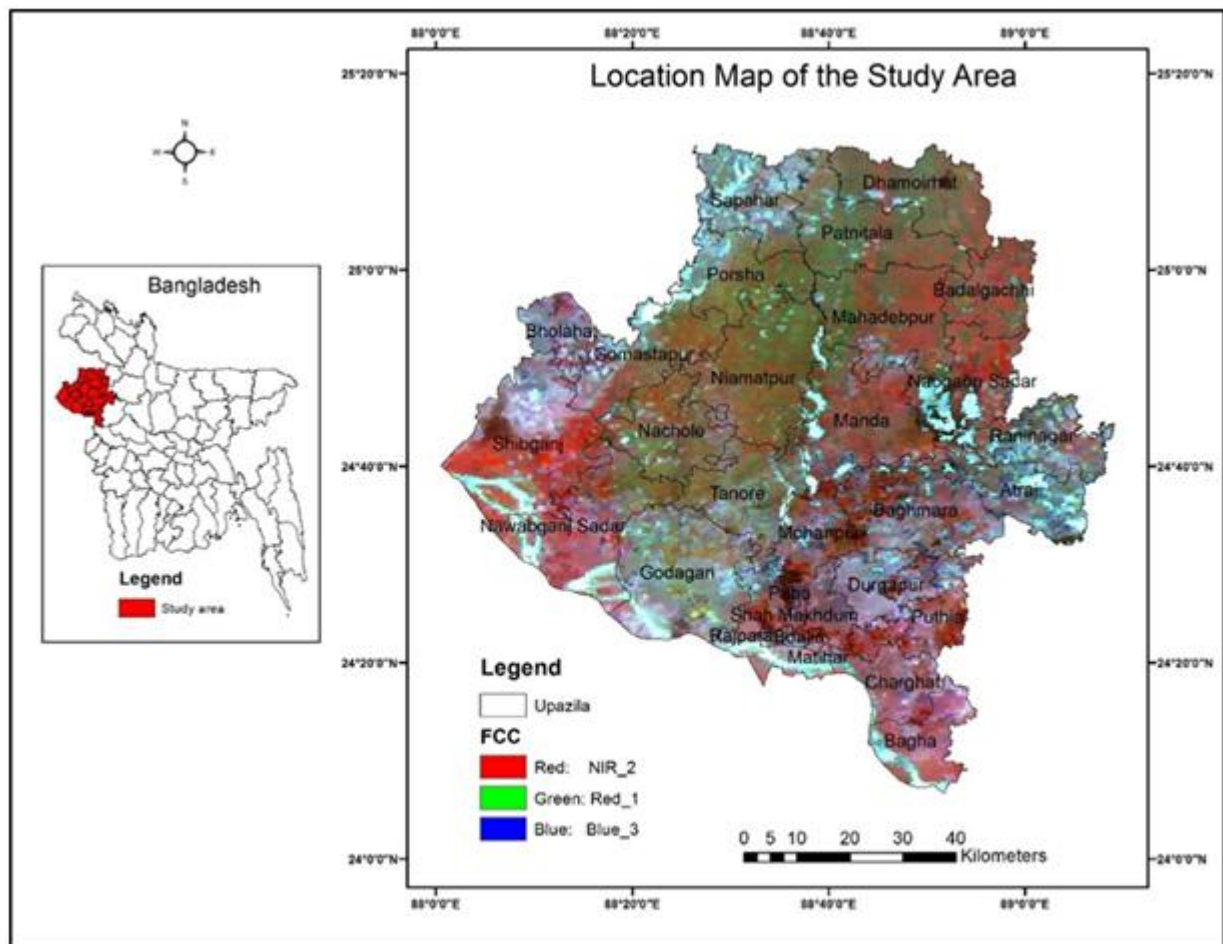 88°0'0"N
88°20'0"N
88°40'0"N
89°0'0"N
Location Map of the Study Area
25°20'0"N
25°20'0"N
N
W
E
S
Dhamoirhat
Sapahar
Patnitala
Bangladesh
25°0'0"N
25°0'0"N
Porsha
Badalgachhi
Mahadebpur
Bholahat
Gomastapur
Niamatpur
Naogaon Sadar
Manda
Nachole
Raninagar
Shibganj
24°40'0"N
24°40'0"N
Tanore
Atrai
Baghmara
Nawabganj Sadar
Mohanpur
Godagari
Durgapur
Paba
Legend
Study area
Shah Makhdum
Puthia
Rajpara
Boalia
Matihar
24°20'0"N
24°20'0"N
Charghat
Legend
Upazila
FCC
Bagha
Red: NIR_2
Green: Red_1
Blue: Blue_3
0 5 10 20 30 40
Kilometers
24°0'0"N
24°0'0"N
88°0'0"N
88°20'0"N
88°40'0"N
89°0'0"N